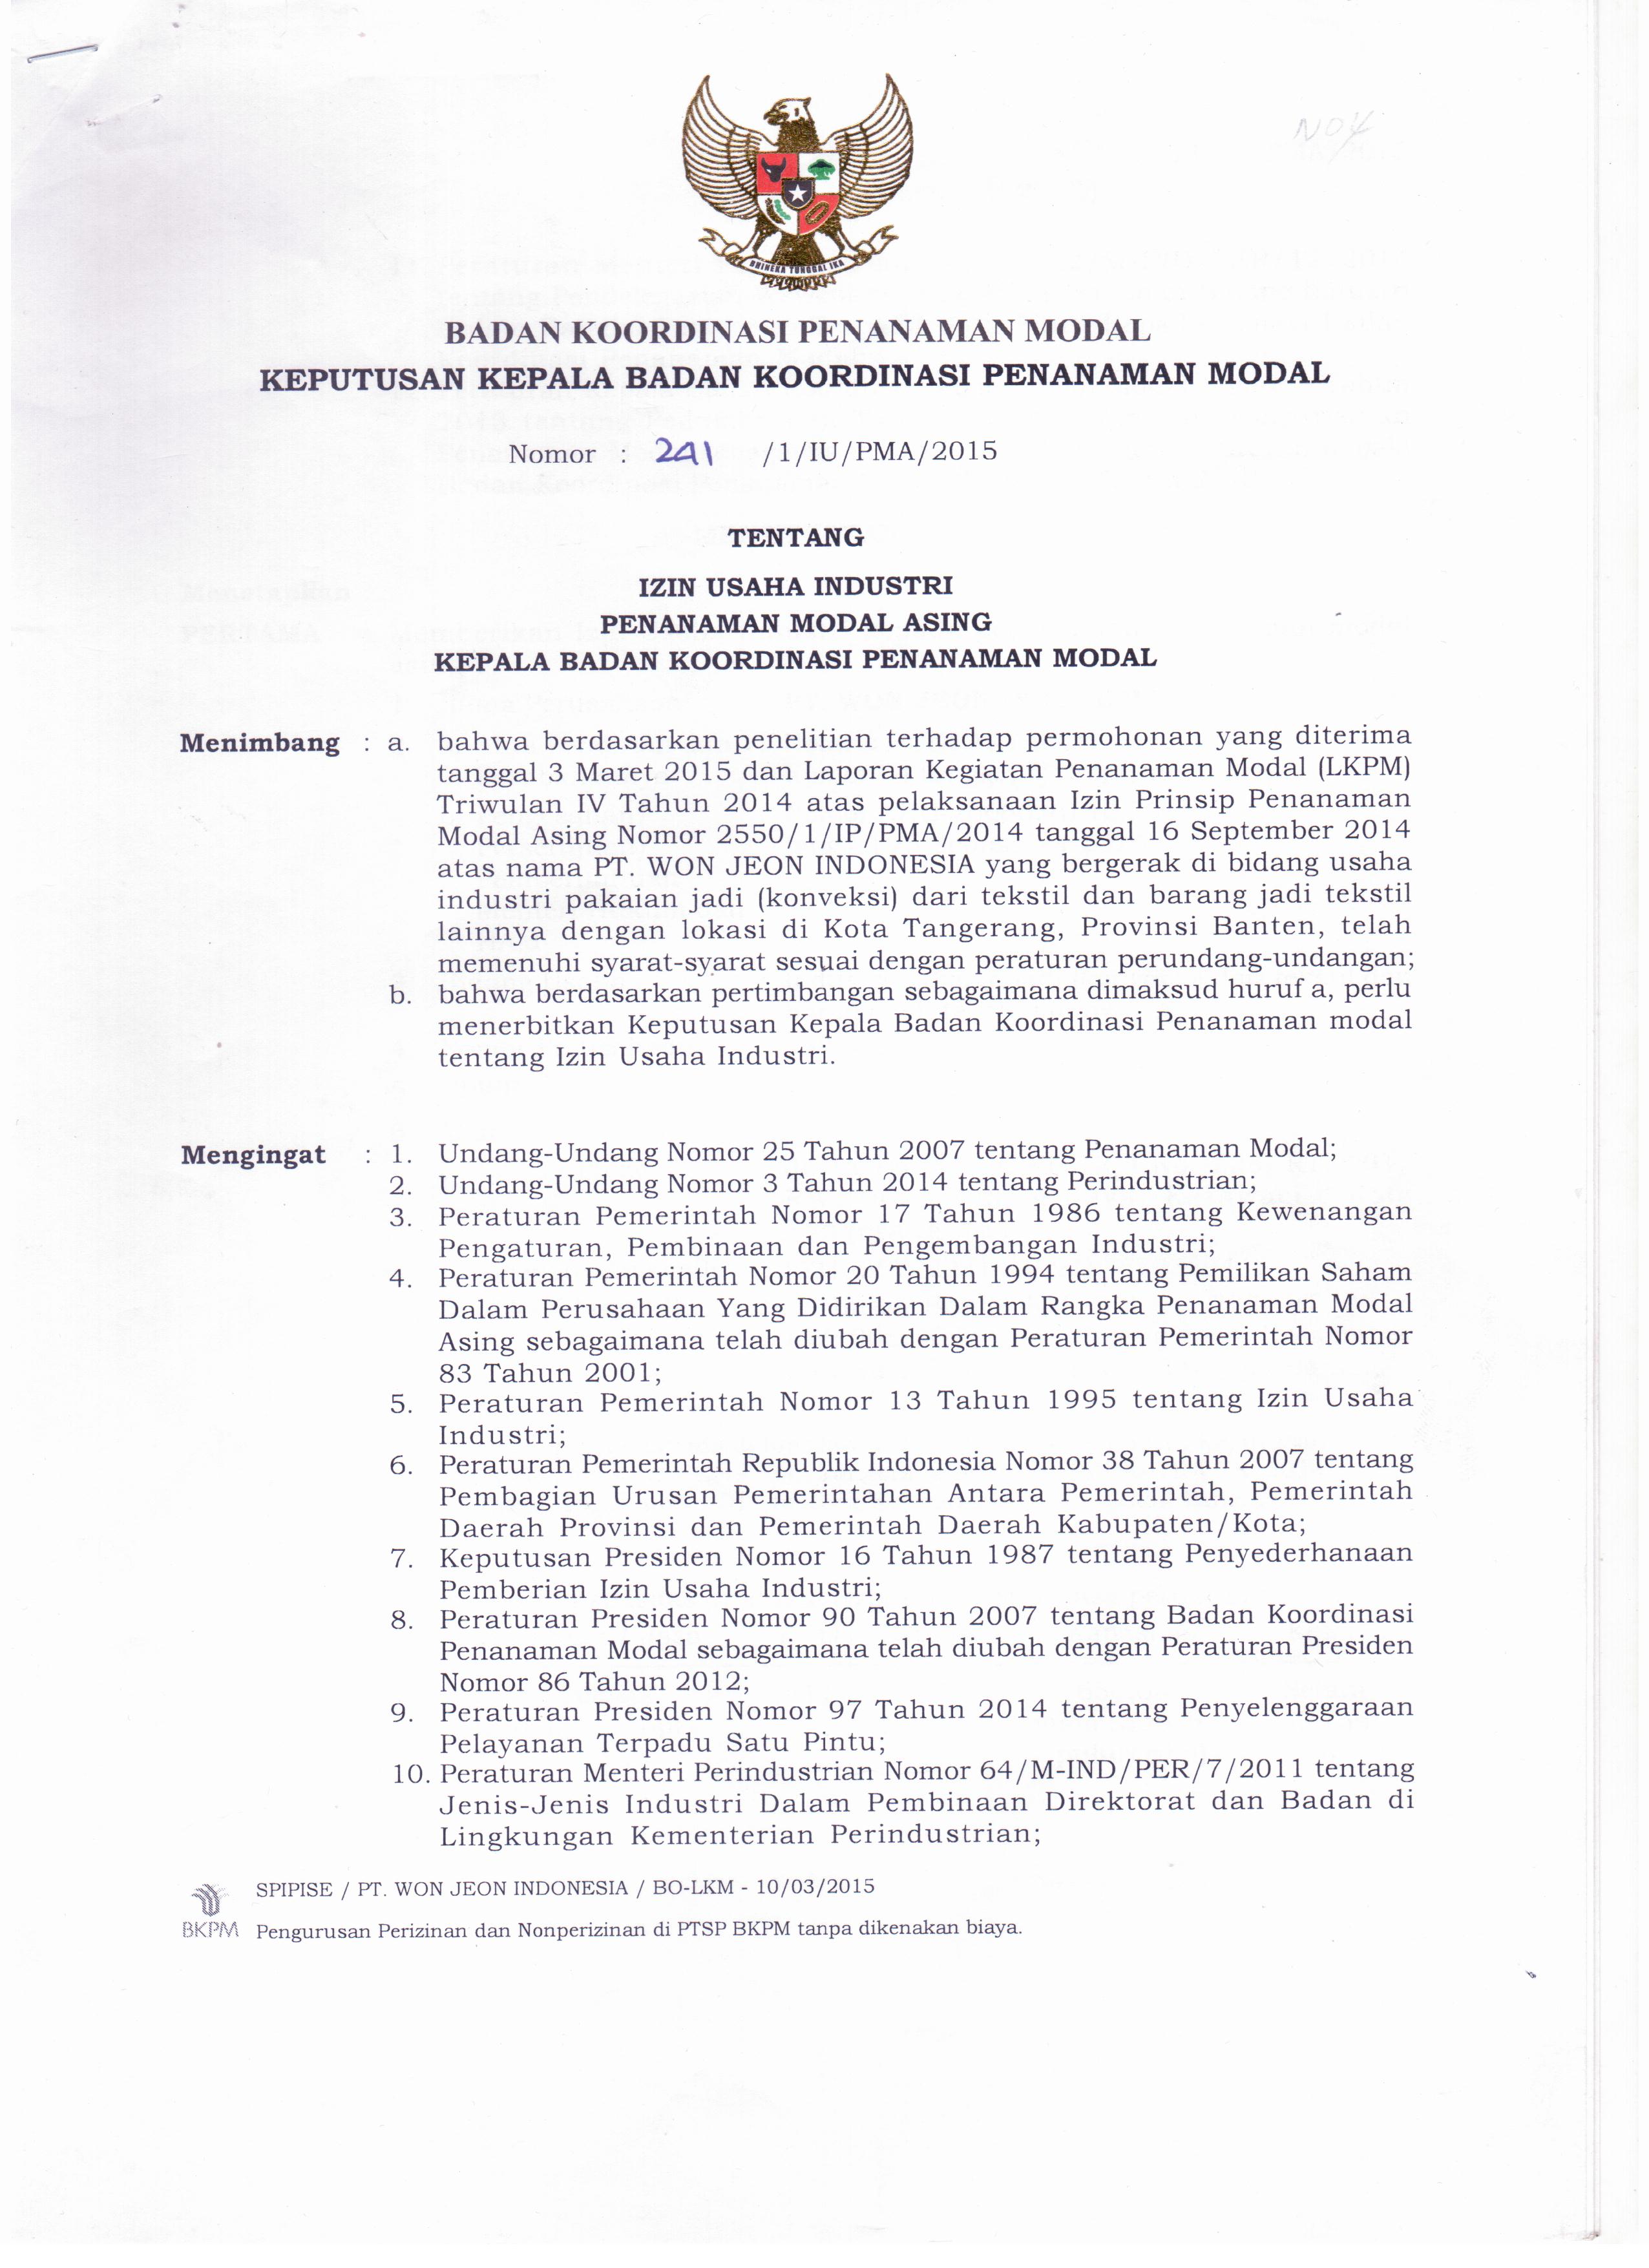 NO4
BHINEKA TUNGGAL IKA
BADAN KOORDINASI PENANAMAN MODAL
KEPUTUSAN KEPALA BADAN KOORDINASI PENANAMAN MODAL
Nomor : 241 /1/IU/PMA/2015
TENTANG
IZIN USAHA INDUSTRI
PENANAMAN MODAL ASING
KEPALA BADAN KOORDINASI PENANAMAN MODAL
Menimbang : a. bahwa berdasarkan penelitian terhadap permohonan yang diterima
tanggal 3 Maret 2015 dan Laporan Kegiatan Penanaman Modal (LKPM)
Triwulan IV Tahun 2014 atas pelaksanaan Izin Prinsip Penanaman
Modal Asing Nomor 2550/1/IP/PMA/2014 tanggal 16 September 2014
atas nama PT. WON JEON INDONESIA yang bergerak di bidang usaha
industri pakaian jadi (konveksi) dari tekstil dan barang jadi tekstil
lainnya dengan lokasi di Kota Tangerang, Provinsi Banten, telah
memenuhi syarat-syarat sesuai dengan peraturan perundang-undangan;
b. bahwa berdasarkan pertimbangan sebagaimana dimaksud huruf a, perlu
menerbitkan Keputusan Kepala Badan Koordinasi Penanaman modal
tentang Izin Usaha Industri.
Mengingat : 1. Undang-Undang Nomor 25 Tahun 2007 tentang Penanaman Modal;
2. Undang-Undang Nomor 3 Tahun 2014 tentang Perindustrian;
3. Peraturan Pemerintah Nomor 17 Tahun 1986 tentang Kewenangan
Pengaturan, Pembinaan dan Pengembangan Industri;
4. Peraturan Pemerintah Nomor 20 Tahun 1994 tentang Pemilikan Saham
Dalam Perusahaan Yang Didirikan Dalam Rangka Penanaman Modal
Asing sebagaimana telah diubah dengan Peraturan Pemerintah Nomor
83 Tahun 2001;
5. Peraturan Pemerintah Nomor 13 Tahun 1995 tentang Izin Usaha
Industri;
6. Peraturan Pemerintah Republik Indonesia Nomor 38 Tahun 2007 tentang
Pembagian Urusan Pemerintahan Antara Pemerintah, Pemerintah
Daerah Provinsi dan Pemerintah Daerah Kabupaten/Kota;
7. Keputusan Presiden Nomor 16 Tahun 1987 tentang Penyederhanaan
Pemberian Izin Usaha Industri;
8. Peraturan Presiden Nomor 90 Tahun 2007 tentang Badan Koordinasi
Penanaman Modal sebagaimana telah diubah dengan Peraturan Presiden
Nomor 86 Tahun 2012;
9. Peraturan Presiden Nomor 97 Tahun 2014 tentang Penyelenggaraan
Pelayanan Terpadu Satu Pintu;
10. Peraturan Menteri Perindustrian Nomor 64/M-IND/PER/7/2011 tentang
Jenis-Jenis Industri Dalam Pembinaan Direktorat dan Badan di
Lingkungan Kementerian Perindustrian;
SPIPISE / PT. WON JEON INDONESIA / BO-LKM - 10/03/2015
BKPM Pengurusan Perizinan dan Nonperizinan di PTSP BKPM tanpa dikenakan biaya.